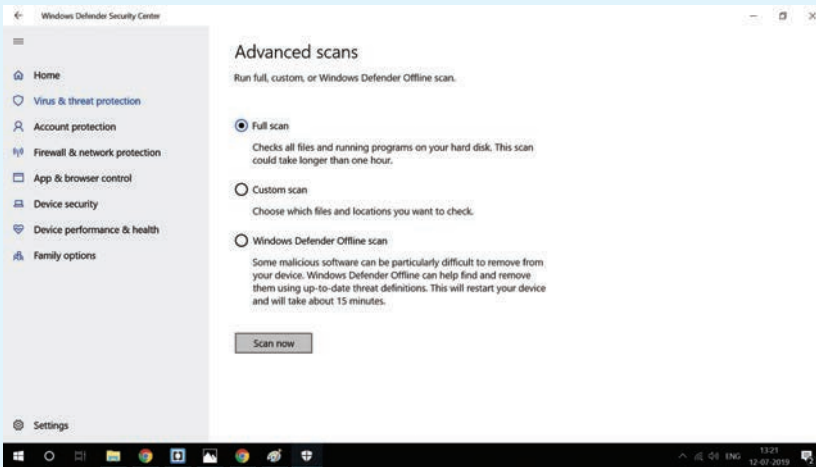 Windows Defender Security Center
Home
Virus & threat protection
Account protection
Firewall & network protection
App & browser control
Device security
Device performance & health
Family options
Settings
Advanced scans
Run full, custom, or Windows Defender Offline scan.
Full scan
Checks all files and running programs on your hard disk. This scan
could take longer than one hour.
Custom scan
Choose which files and locations you want to check.
Windows Defender Offline scan
Some malicious software can be particularly difficult to remove from
your device. Windows Defender Offline can help find and remove
them using up-to-date threat definitions. This will restart your device
and will take about 15 minutes.
Scan now
ENG
13:21
12-07-2019